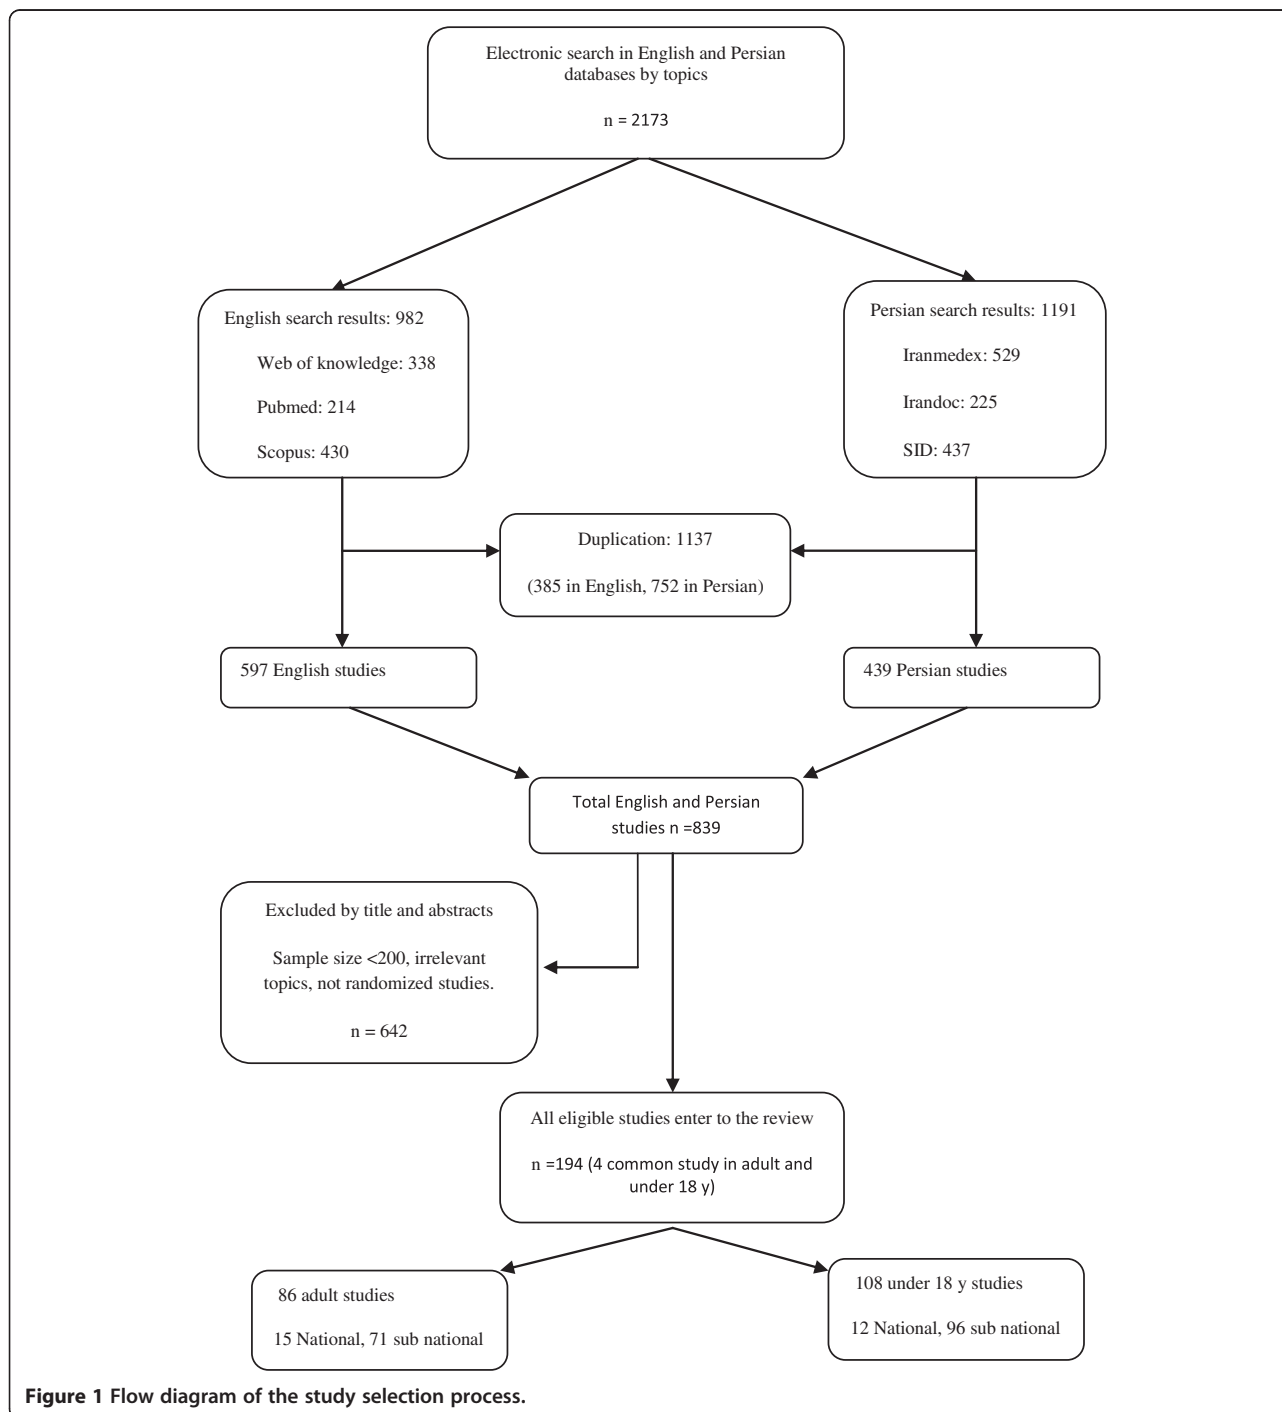 Electronic search in English and Persian
databases by topics
n = 2173
English search results: 982
Web of knowledge: 338
Pubmed: 214
Scopus: 430
Persian search results: 1191
Iranmedex: 529
Irandoc: 225
SID: 437
Duplication: 1137
(385 in English, 752 in Persian)
597 English studies
439 Persian studies
Total English and Persian
studies n =839
Excluded by title and abstracts
Sample size <200, irrelevant
topics, not randomized studies.
n = 642
All eligible studies enter to the review
n =194 (4 common study in adult and
under 18 y)
86 adult studies
15 National, 71 sub national
108 under 18 y studies
12 National, 96 sub national
Figure 1 Flow diagram of the study selection process.